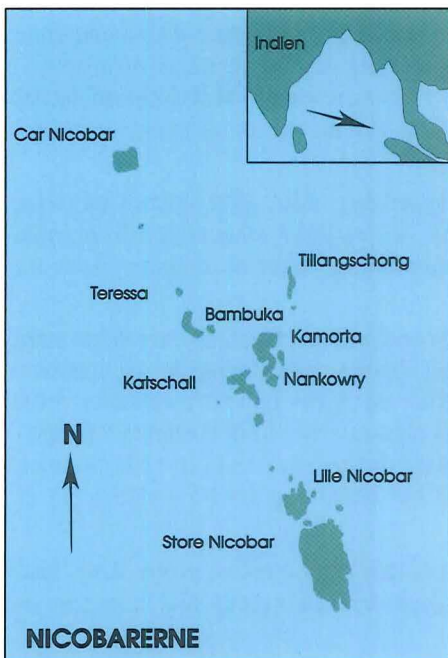 Indien
Car Nicobar
Tillangschong
Teressa
Bambuka
Kamorta
Katschall
Nankowry
N
Lille Nicobar
Store Nicobar
NICOBARERNE